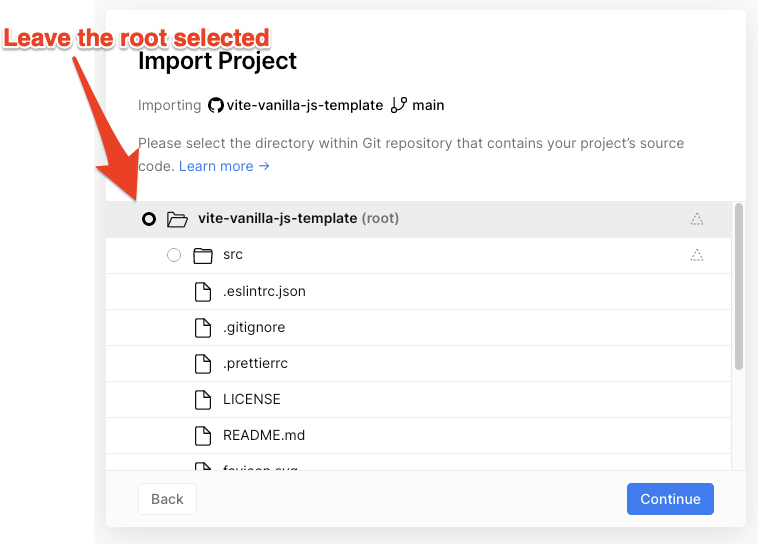 Leave the root selected
Import Project
Importing vite-vanilla-js-template main
Please select the directory within Git repository that contains your project's source
code. Learn more →
vite-vanilla-js-template (root)
src
.eslintrc.json
.gitignore
.prettierrc
LICENSE
README.md
favicon.svg
Back Continue